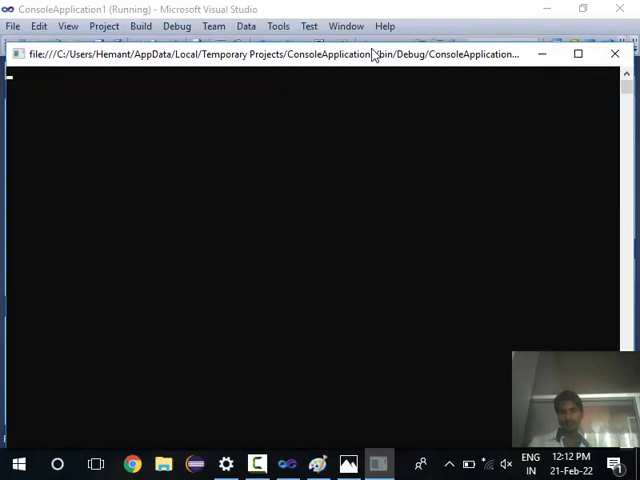 ConsoleApplication1 (Running) - Microsoft Visual Studio
File Edit View Project Build Debug Team Data Tools Test Window Help
file:///C:/Users/Hemant/AppData/Local/Temporary Projects/ConsoleApplication /bin/Debug/ConsoleApplication...
ENG 12:12 PM
IN 21-Feb-22
1